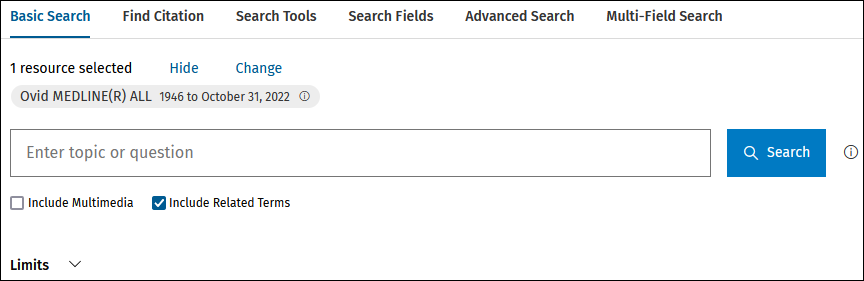 Basic Search Find Citation Search Tools Search Fields Advanced Search Multi-Field Search
1 resource selected Hide Change
Ovid MEDLINE(R) ALL 1946 to October 31, 2022
Enter topic or question Search
Include Multimedia Include Related Terms
Limits